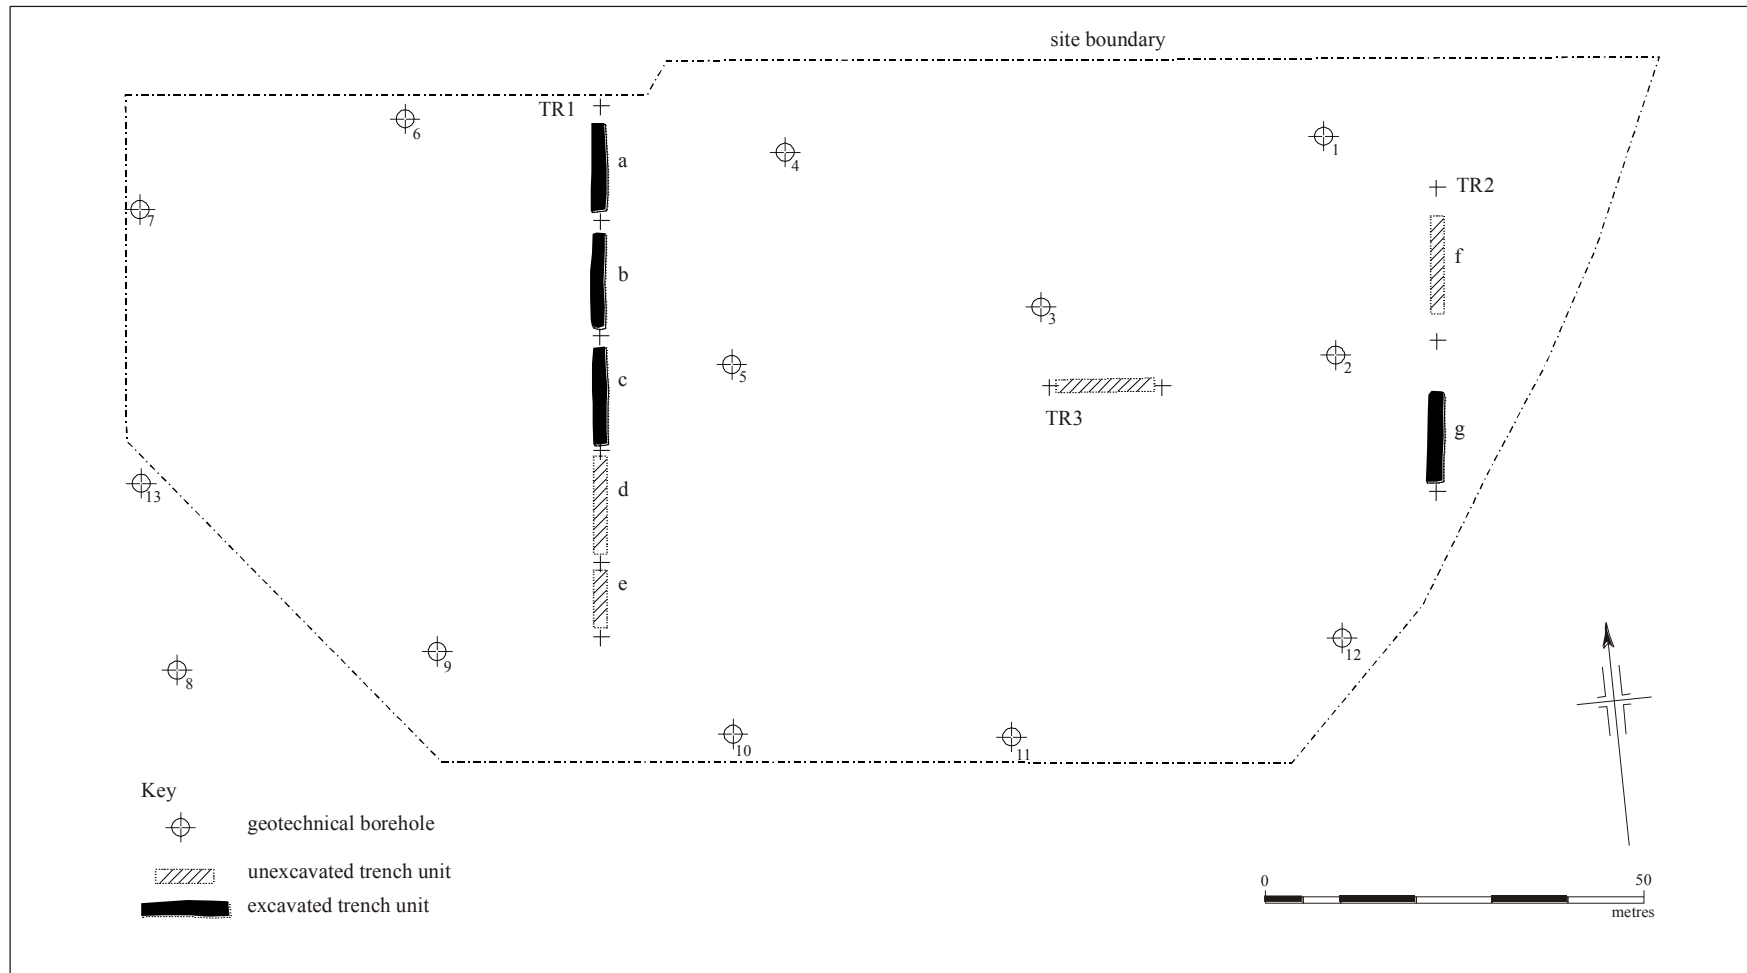 site boundary
TR1
6
a
4
1
TR2
7
b
f
3
2
5
c
TR3
g
13
d
e
12
9
8
10
11
Key
geotechnical borehole
unexcavated trench unit
excavated trench unit
0
50
metres